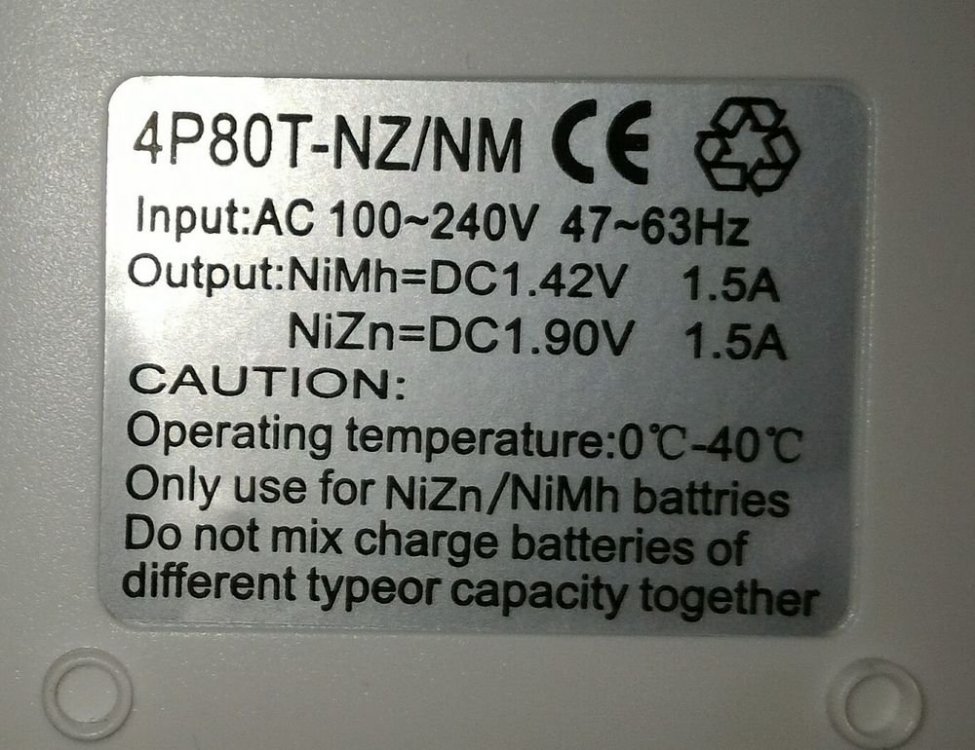 4P80T-NZ/NM CE
Input:AC 100~240V 47~63Hz
Output:NiMh=DC1.42V 1.5A
NiZn=DC1.90V 1.5A
CAUTION:
Operating temperature:0℃-40℃
Only use for NiZn/NiMh battries
Do not mix charge batteries of
different typeor capacity together